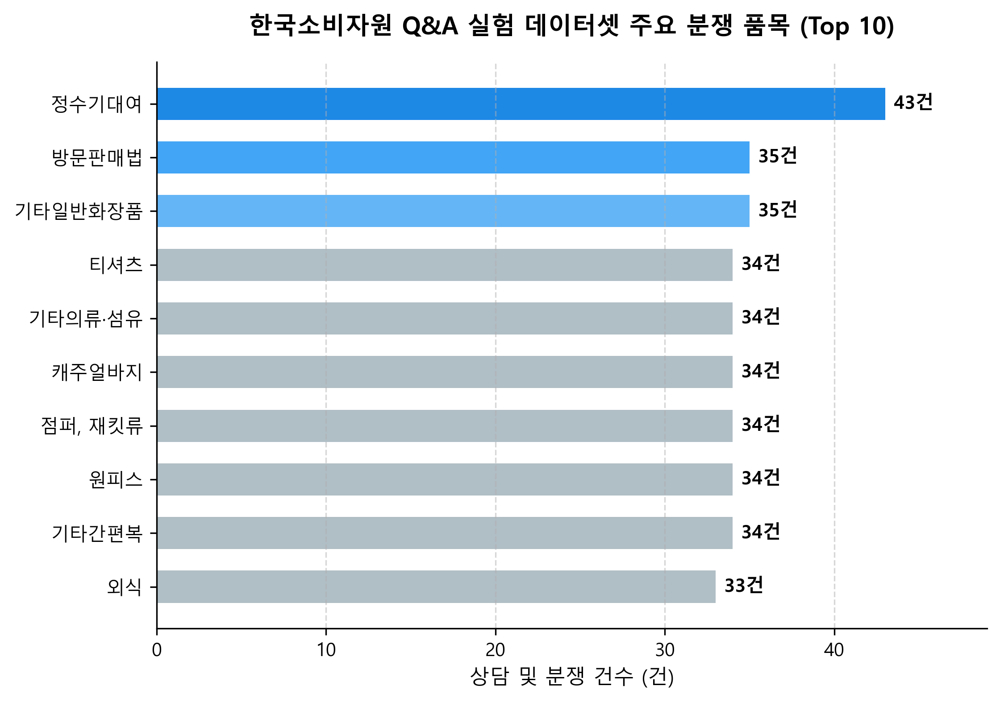 한국소비자원 Q&A 실험 데이터셋 주요 분쟁 품목 (Top 10)
정수기대여 43건
방문판매법 35건
기타일반화장품 35건
티셔츠 34건
기타의류·섬유 34건
캐주얼바지 34건
점퍼, 재킷류 34건
원피스 34건
기타간편복 34건
외식 33건
0 10 20 30 40
상담 및 분쟁 건수 (건)